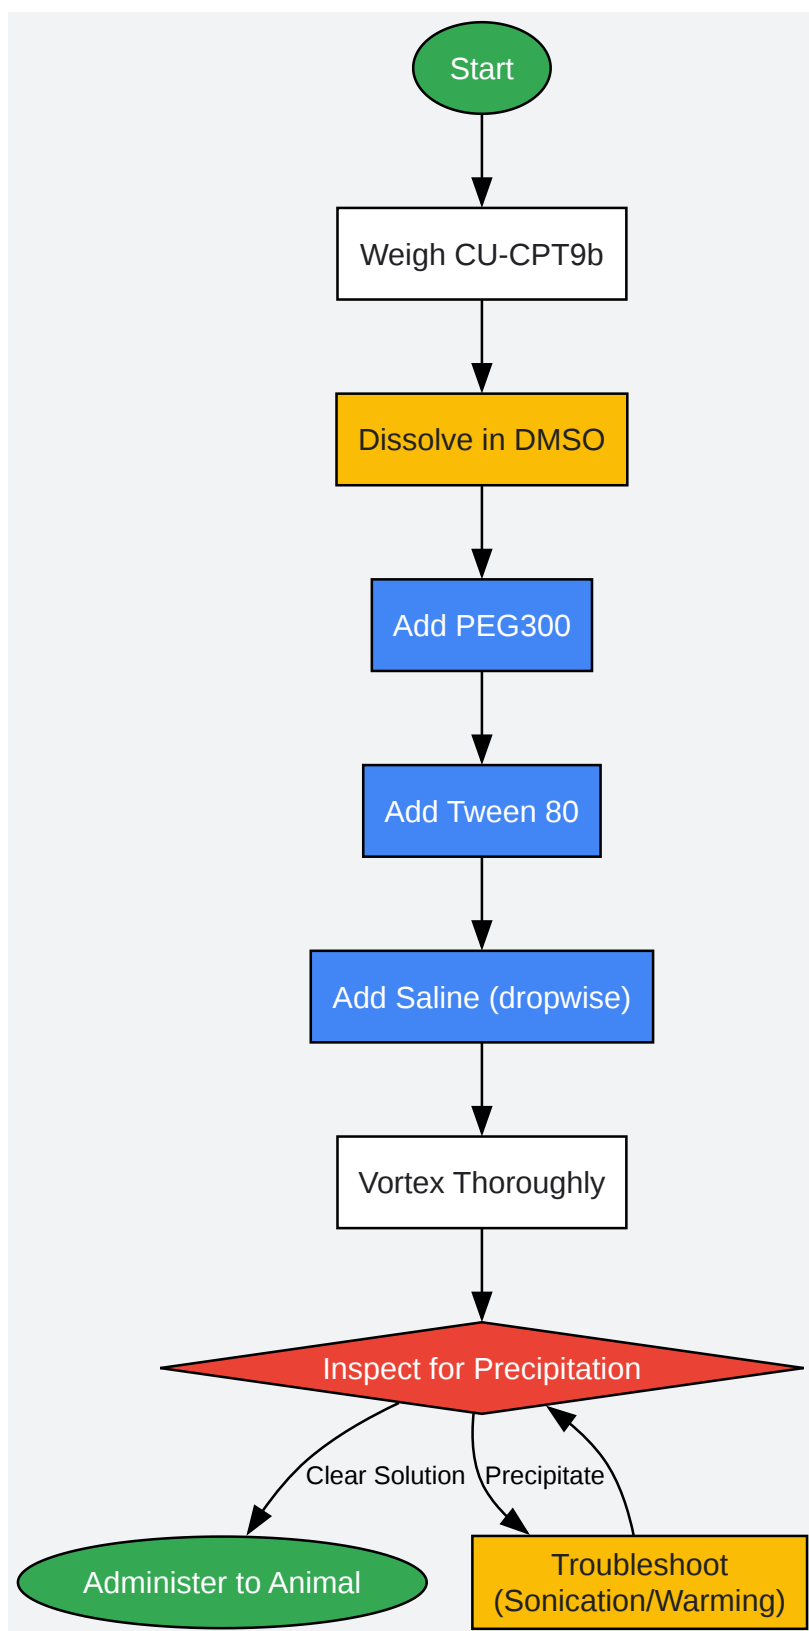 Start
Weigh CU-CPT9b
Dissolve in DMSO
Add PEG300
Add Tween 80
Add Saline (dropwise)
Vortex Thoroughly
Inspect for Precipitation
Clear Solution
Precipitate
Administer to Animal
Troubleshoot
(Sonication/Warming)